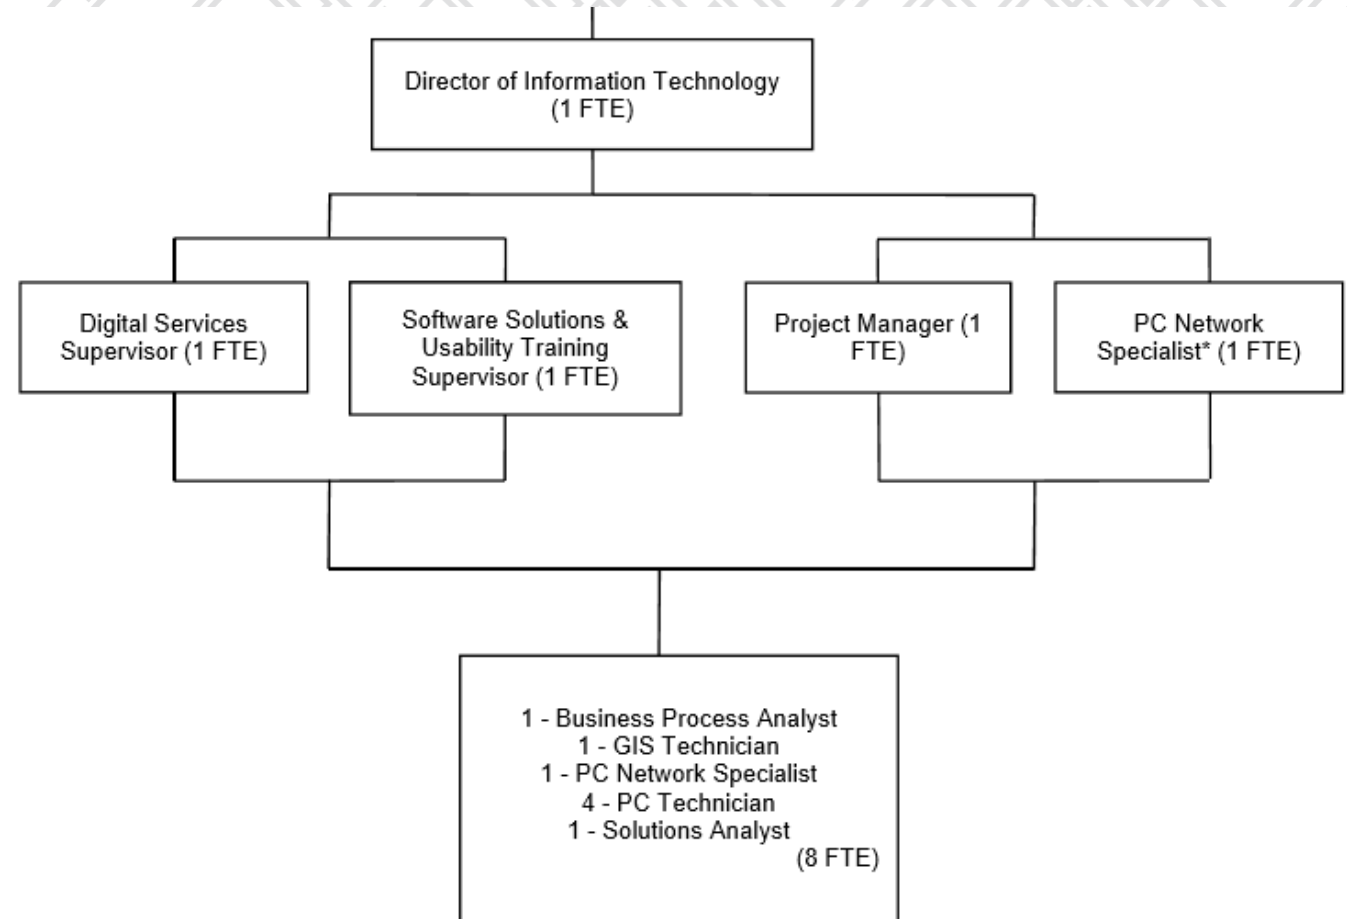 Director of Information Technology
(1 FTE)
Digital Services
Supervisor (1 FTE)
Software Solutions &
Usability Training
Supervisor (1 FTE)
Project Manager (1
FTE)
PC Network
Specialist* (1 FTE)
1 - Business Process Analyst
1 - GIS Technician
1 - PC Network Specialist
4 - PC Technician
1 - Solutions Analyst
(8 FTE)